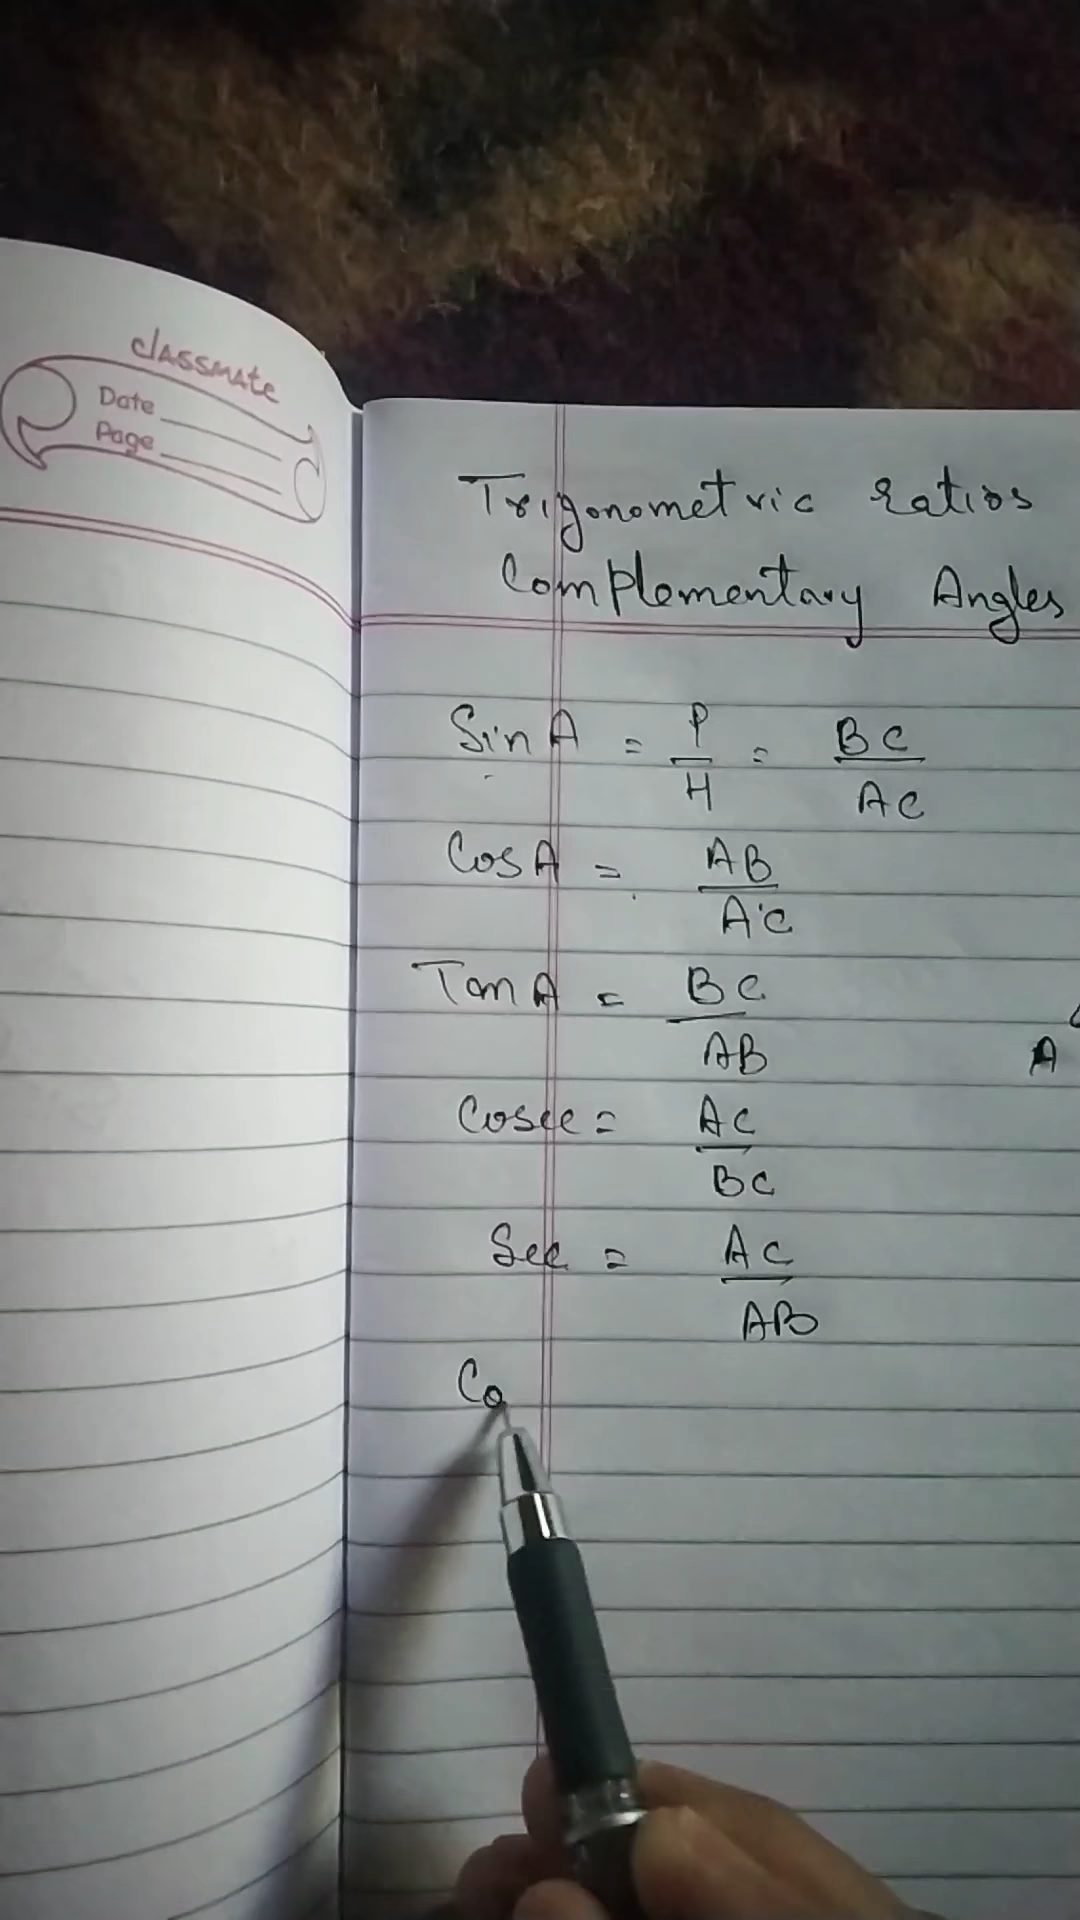 classmate
Date
Page
Trigonometric ratios
Complementary Angles
Sin A = P/H = BC/AC
Cos A = AB/AC
Tan A = BC/AB
A
Cosec = AC/BC
Sec = AC/AB
Co